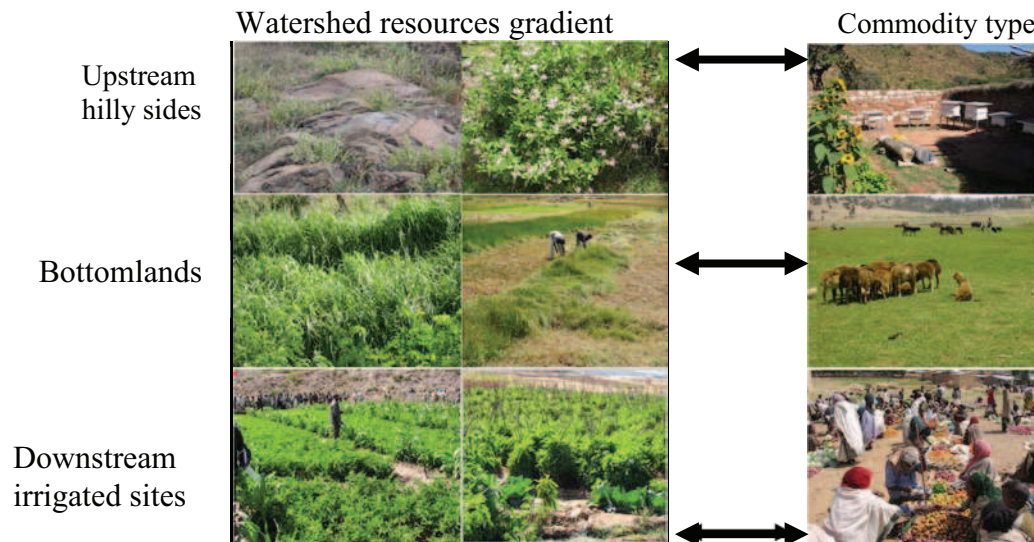 Watershed resources gradient
Commodity type
Upstream
hilly sides
Bottomlands
Downstream
irrigated sites